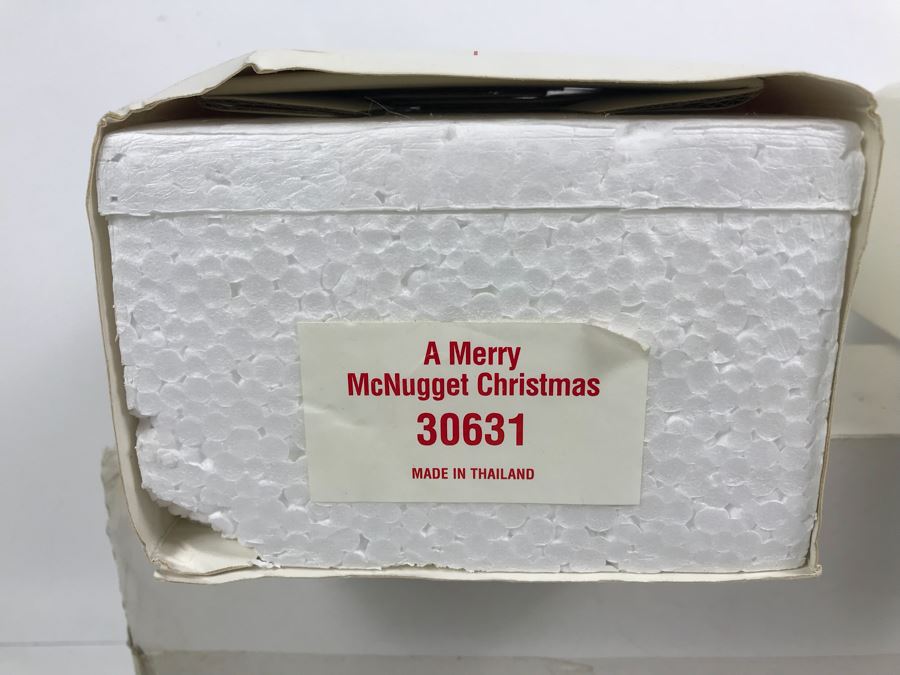 A Merry
McNugget Christmas
30631
MADE IN THAILAND